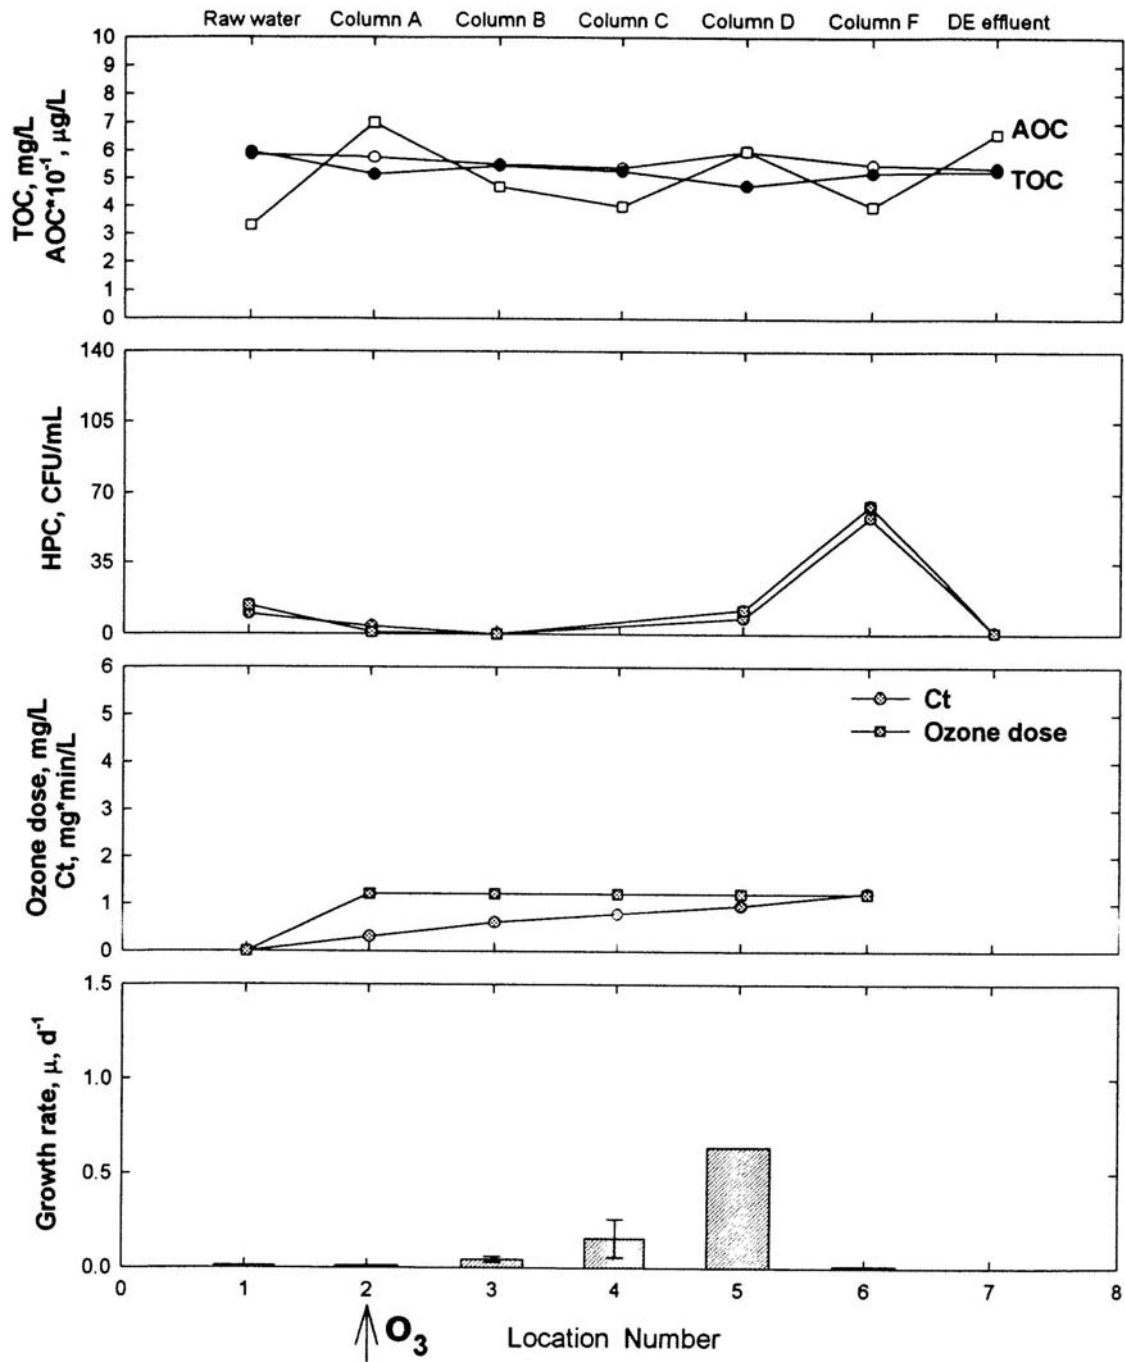 Raw water Column A Column B Column C Column D Column F DE effluent
10
9
8
7
6
5
4
3
2
1
0
TOC, mg/L
AOC*10⁻¹, µg/L
AOC
TOC
140
105
70
35
0
HPC, CFU/mL
6
5
4
3
2
1
0
Ozone dose, mg/L
Ct, mg*min/L
Ct
Ozone dose
1.5
1.0
0.5
0.0
Growth rate, µ, d⁻¹
0 1 2 3 4 5 6 7 8
O₃
Location Number